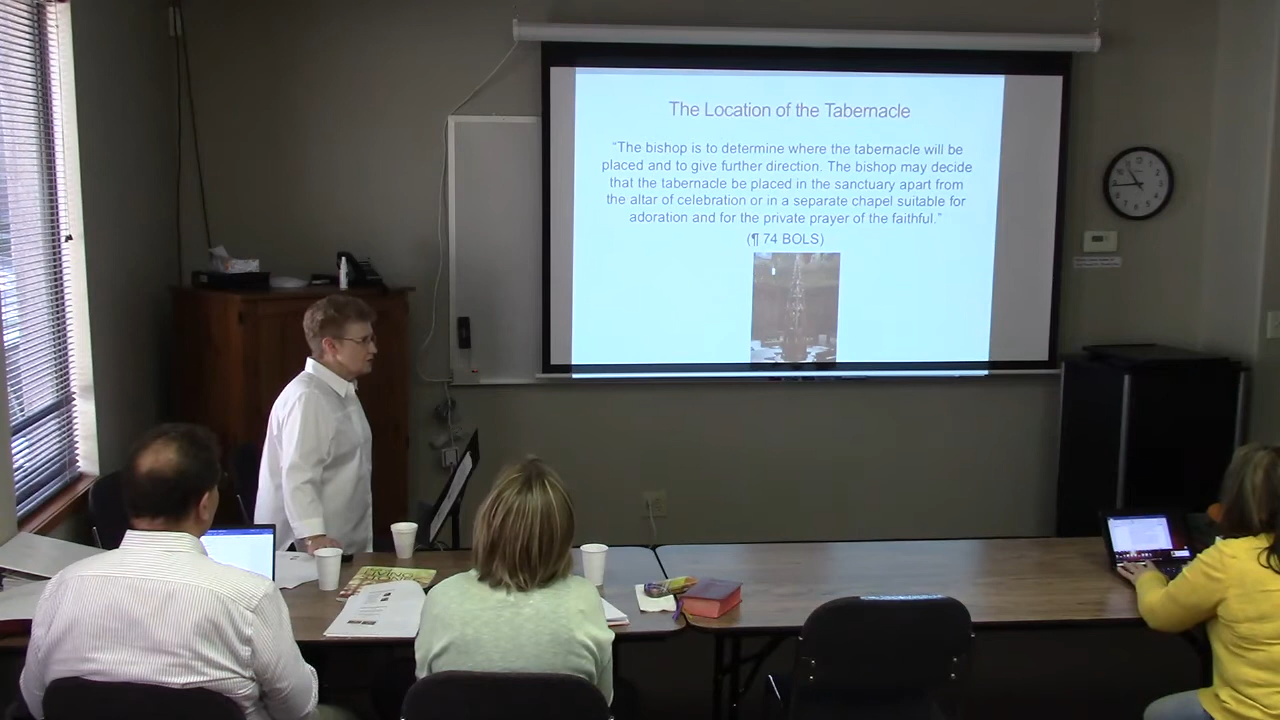 The Location of the Tabernacle
“The bishop is to determine where the tabernacle will be
placed and to give further direction. The bishop may decide
that the tabernacle be placed in the sanctuary apart from
the altar of celebration or in a separate chapel suitable for
adoration and for the private prayer of the faithful.”
(¶ 74 BOLS)